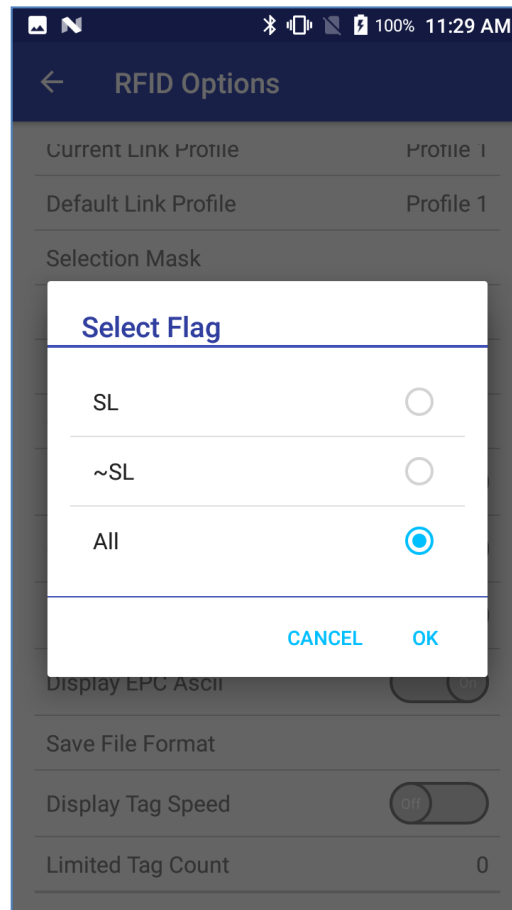 100% 11:29 AM
RFID Options
Current Link Profile Profile 1
Default Link Profile Profile 1
Selection Mask
Select Flag
SL
~SL
All
CANCEL OK
Display EPC Ascii On
Save File Format
Display Tag Speed Off
Limited Tag Count 0